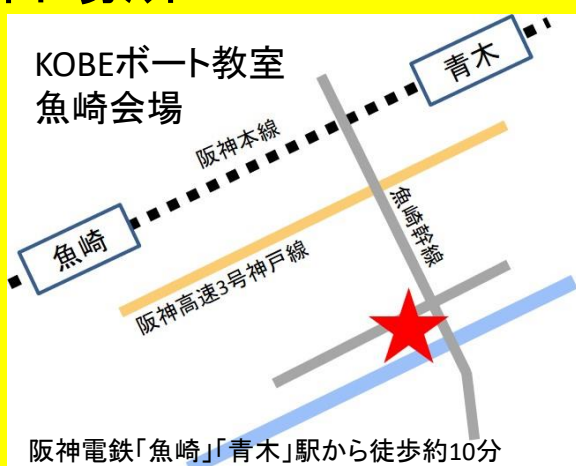 KOBEボート教室
魚崎会場
青木
阪神本線
魚崎
魚崎幹線
阪神高速3号神戸線
阪神電鉄「魚崎」「青木」駅から徒歩約10分